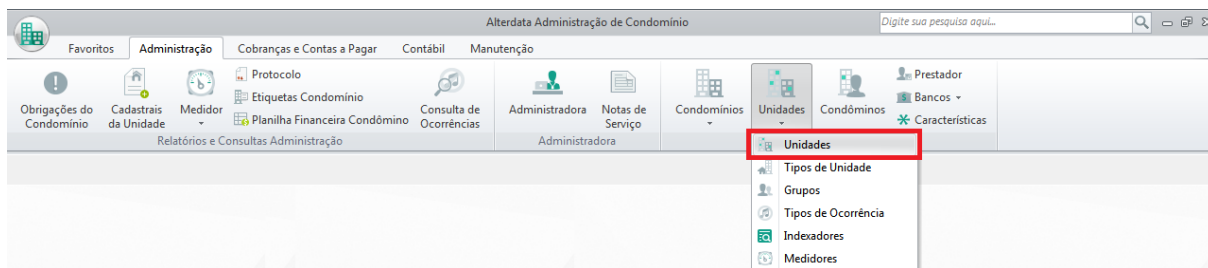 Alterdata Administração de Condomínio
Digite sua pesquisa aqui...
Favoritos Administração Cobranças e Contas a Pagar Contábil Manutenção
Obrigações do Condomínio
Cadastrais da Unidade
Medidor
Protocolo
Etiquetas Condomínio
Planilha Financeira Condômino
Consulta de Ocorrências
Relatórios e Consultas Administração
Administradora
Notas de Serviço
Administradora
Condomínios
Unidades
Condôminos
Prestador
Bancos
Características
Unidades
Tipos de Unidade
Grupos
Tipos de Ocorrência
Indexadores
Medidores